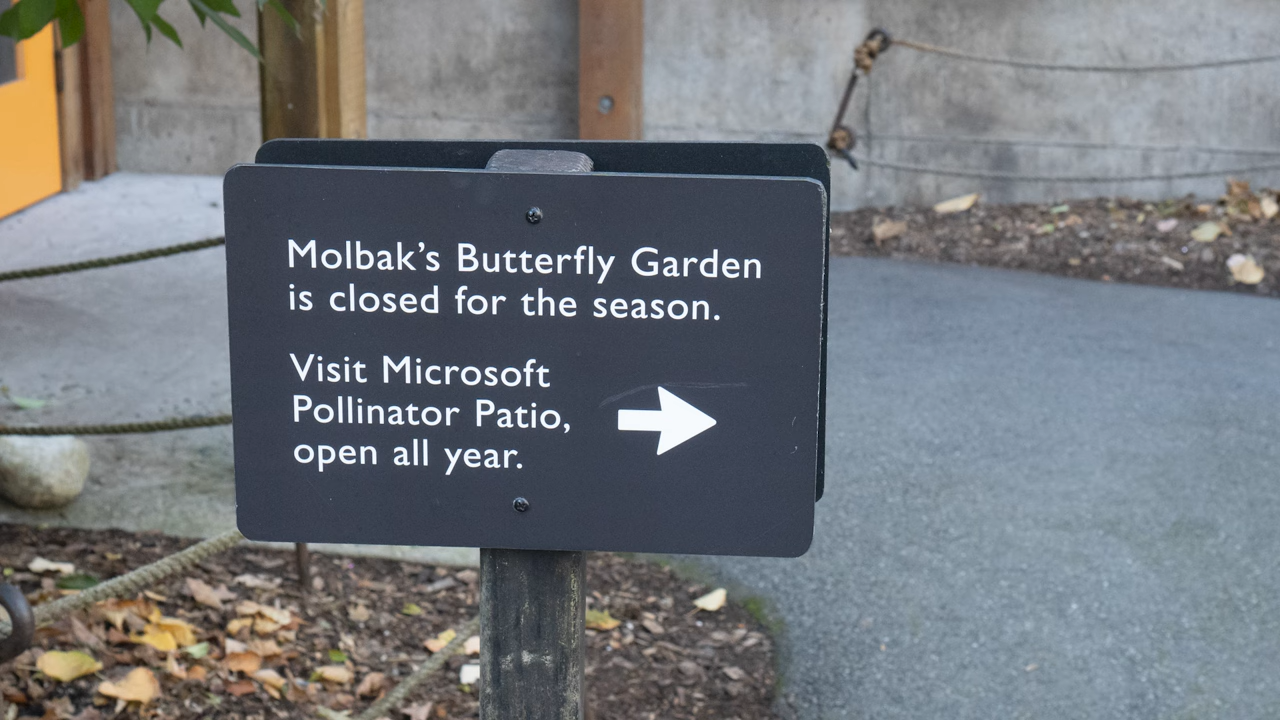 Molbak’s Butterfly Garden
is closed for the season.
Visit Microsoft
Pollinator Patio,
open all year.